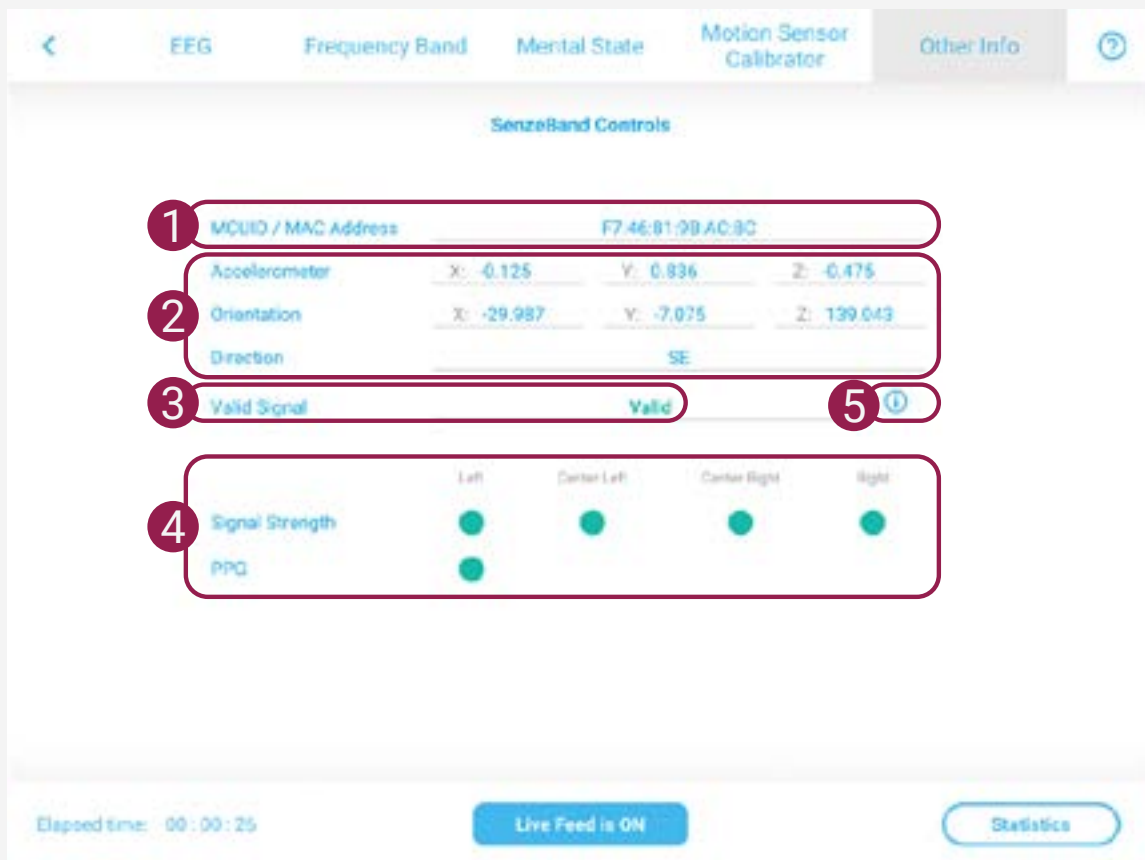 EEG Frequency Band Mental State Motion Sensor Calibrator Other Info ?
SenzeBand Controls
1 MCUID / MAC Address F7:46:81:9B:AC:8C
2 Accelerometer X: -0.125 Y: 0.836 Z: -0.475
Orientation X: -29.987 Y: -7.075 Z: 139.043
Direction SE
3 Valid Signal Valid 5
Left Center Left Center Right Right
4 Signal Strength
PPG
Elapsed time: 00 : 00 : 25 Live Feed is ON Statistics